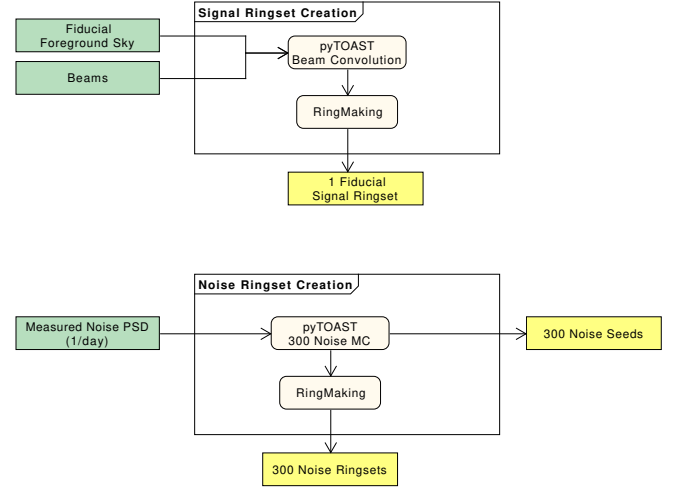 Signal Ringset Creation
Fiducial
Foreground Sky
Beams
pyTOAST
Beam Convolution
RingMaking
1 Fiducial
Signal Ringset
Noise Ringset Creation
Measured Noise PSD
(1/day)
pyTOAST
300 Noise MC
300 Noise Seeds
RingMaking
300 Noise Ringsets